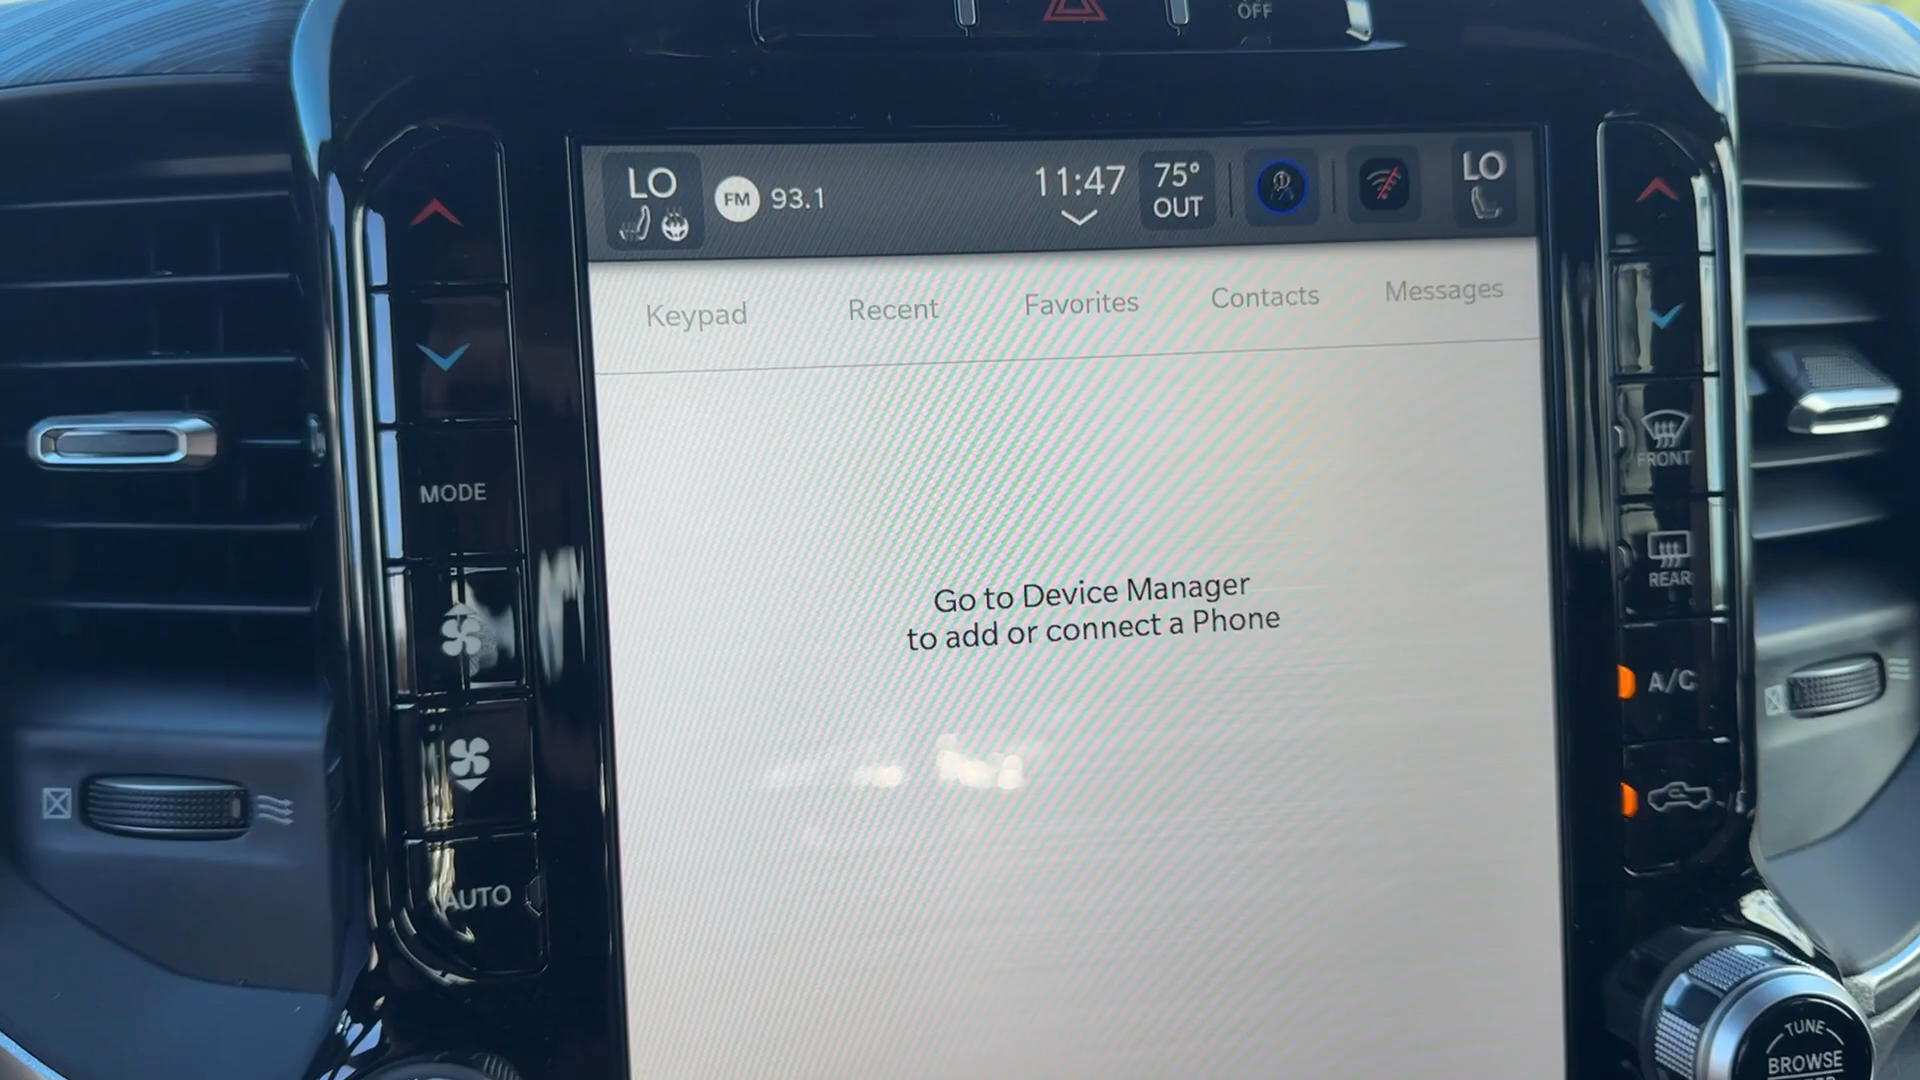 OFF
LO
FM 93.1
11:47
75°
OUT
LO
Keypad
Recent
Favorites
Contacts
Messages
Go to Device Manager
to add or connect a Phone
MODE
AUTO
FRONT
REAR
A/C
TUNE
BROWSE